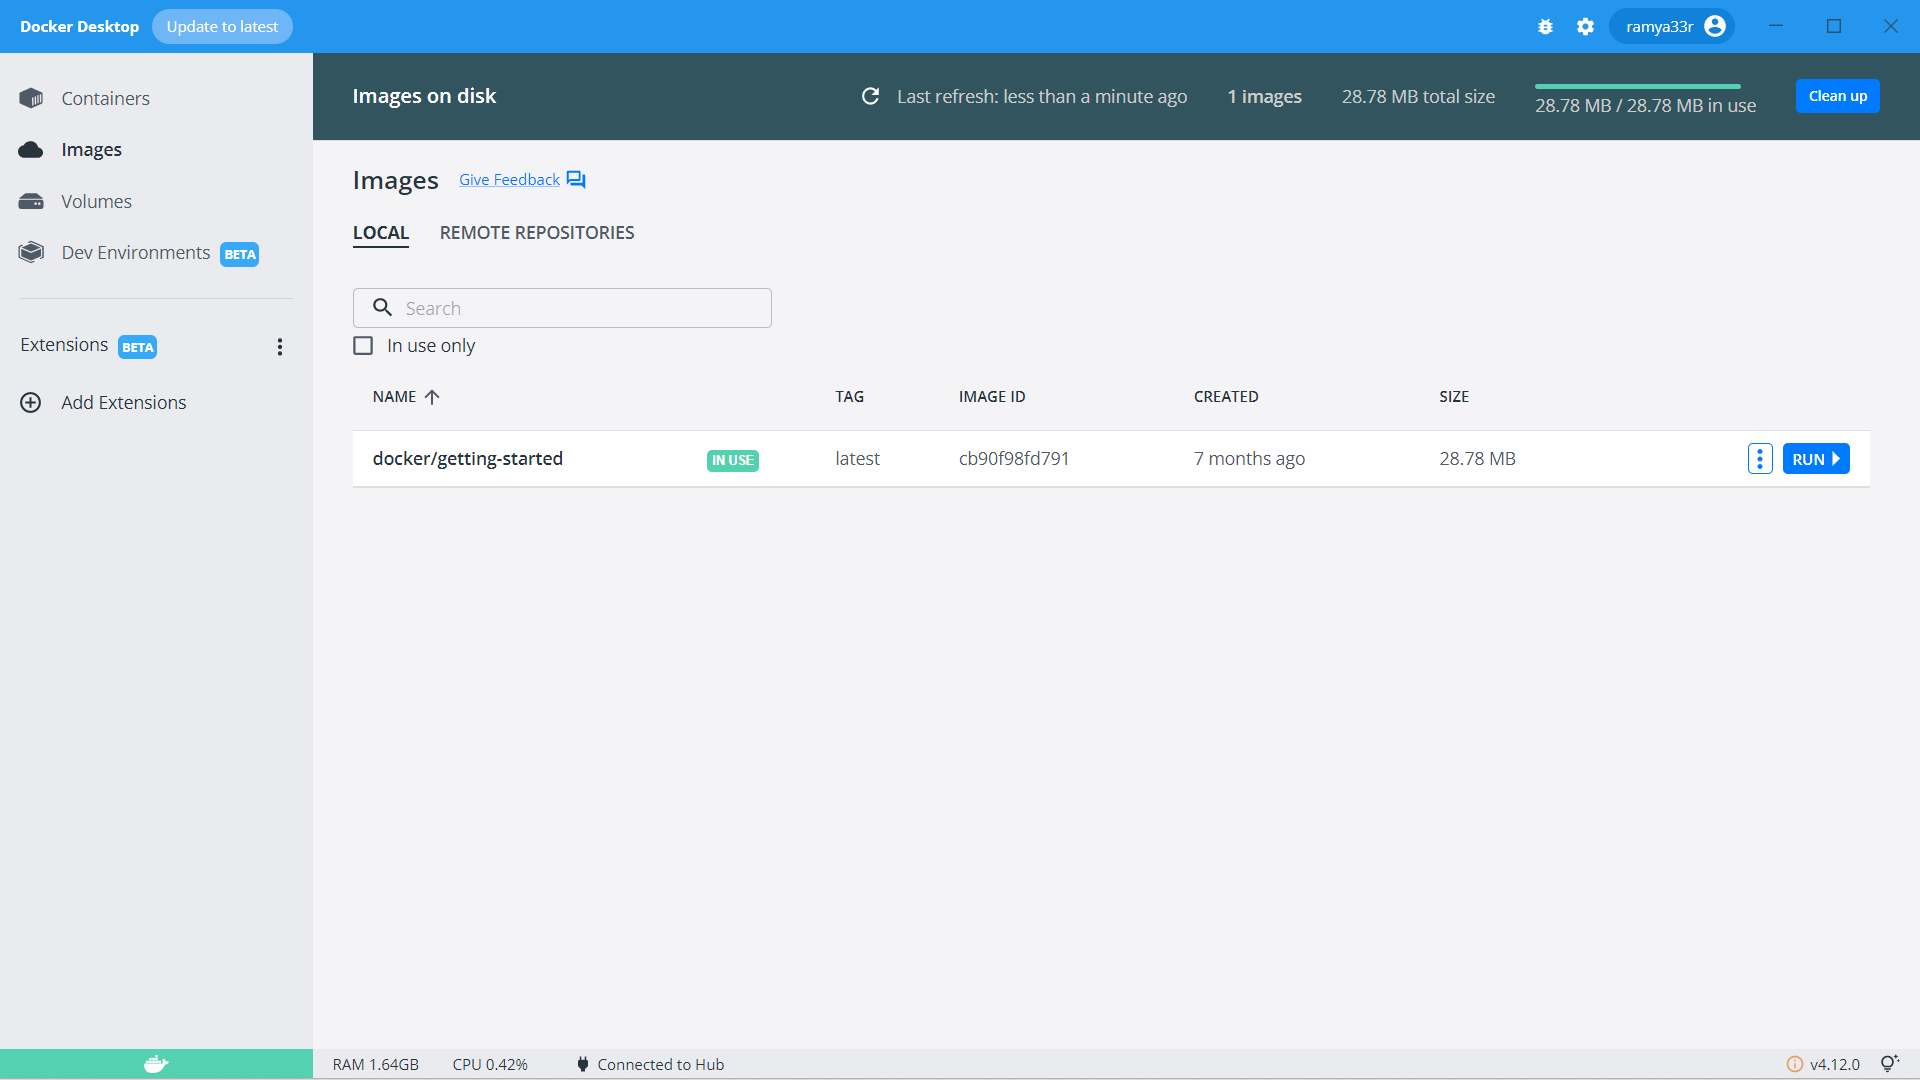 Docker Desktop Update to latest ramya33r
Containers
Images
Volumes
Dev Environments BETA
Extensions BETA
Add Extensions
Images on disk Last refresh: less than a minute ago 1 images 28.78 MB total size 28.78 MB / 28.78 MB in use Clean up
Images Give Feedback
LOCAL REMOTE REPOSITORIES
Search
In use only
NAME TAG IMAGE ID CREATED SIZE
docker/getting-started IN USE latest cb90f98fd791 7 months ago 28.78 MB RUN
RAM 1.64GB CPU 0.42% Connected to Hub v4.12.0